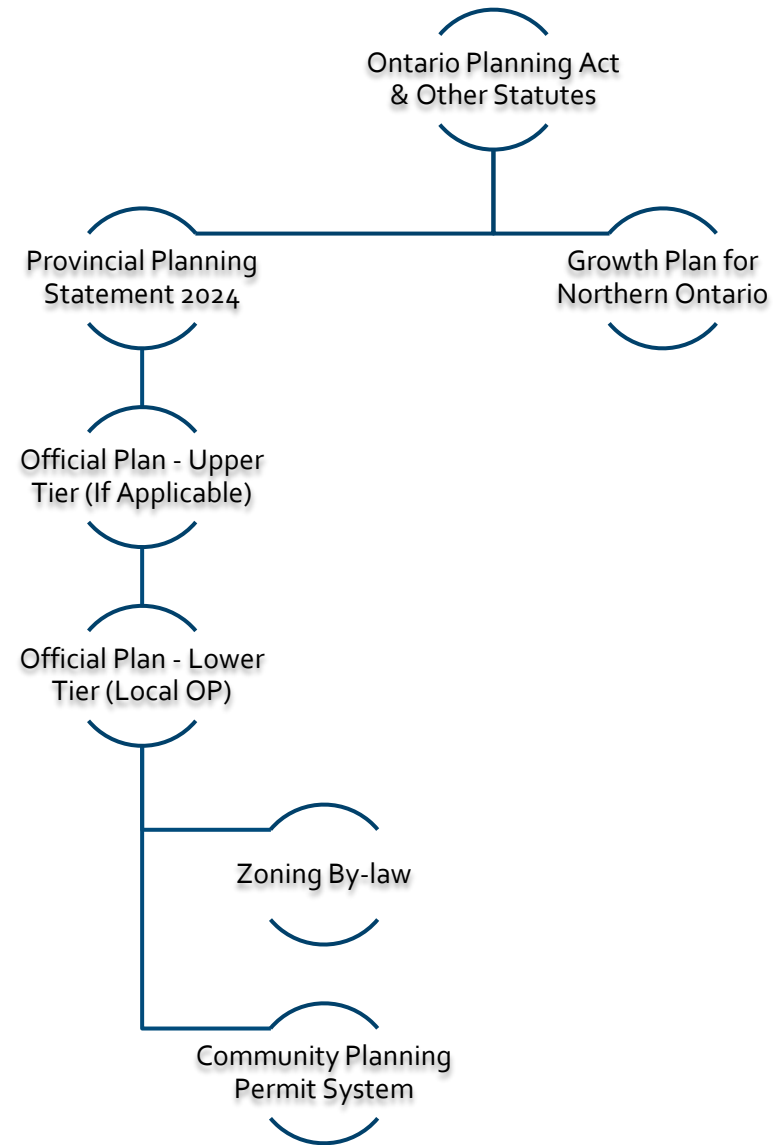 Ontario Planning Act
& Other Statutes
Provincial Planning
Statement 2024
Growth Plan for
Northern Ontario
Official Plan - Upper
Tier (If Applicable)
Official Plan - Lower
Tier (Local OP)
Zoning By-law
Community Planning
Permit System